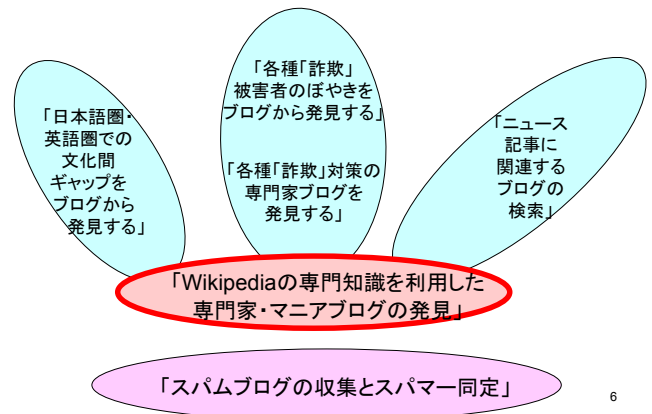 「日本語圏・
英語圏での
文化間
ギャップを
ブログから
発見する」
「各種「詐欺」
被害者のぼやきを
ブログから発見する」
「各種「詐欺」対策の
専門家ブログを
発見する」
「ニュース
記事に
関連する
ブログの
検索」
「Wikipediaの専門知識を利用した
専門家・マニアブログの発見」
「スパムブログの収集とスパマー同定」
6